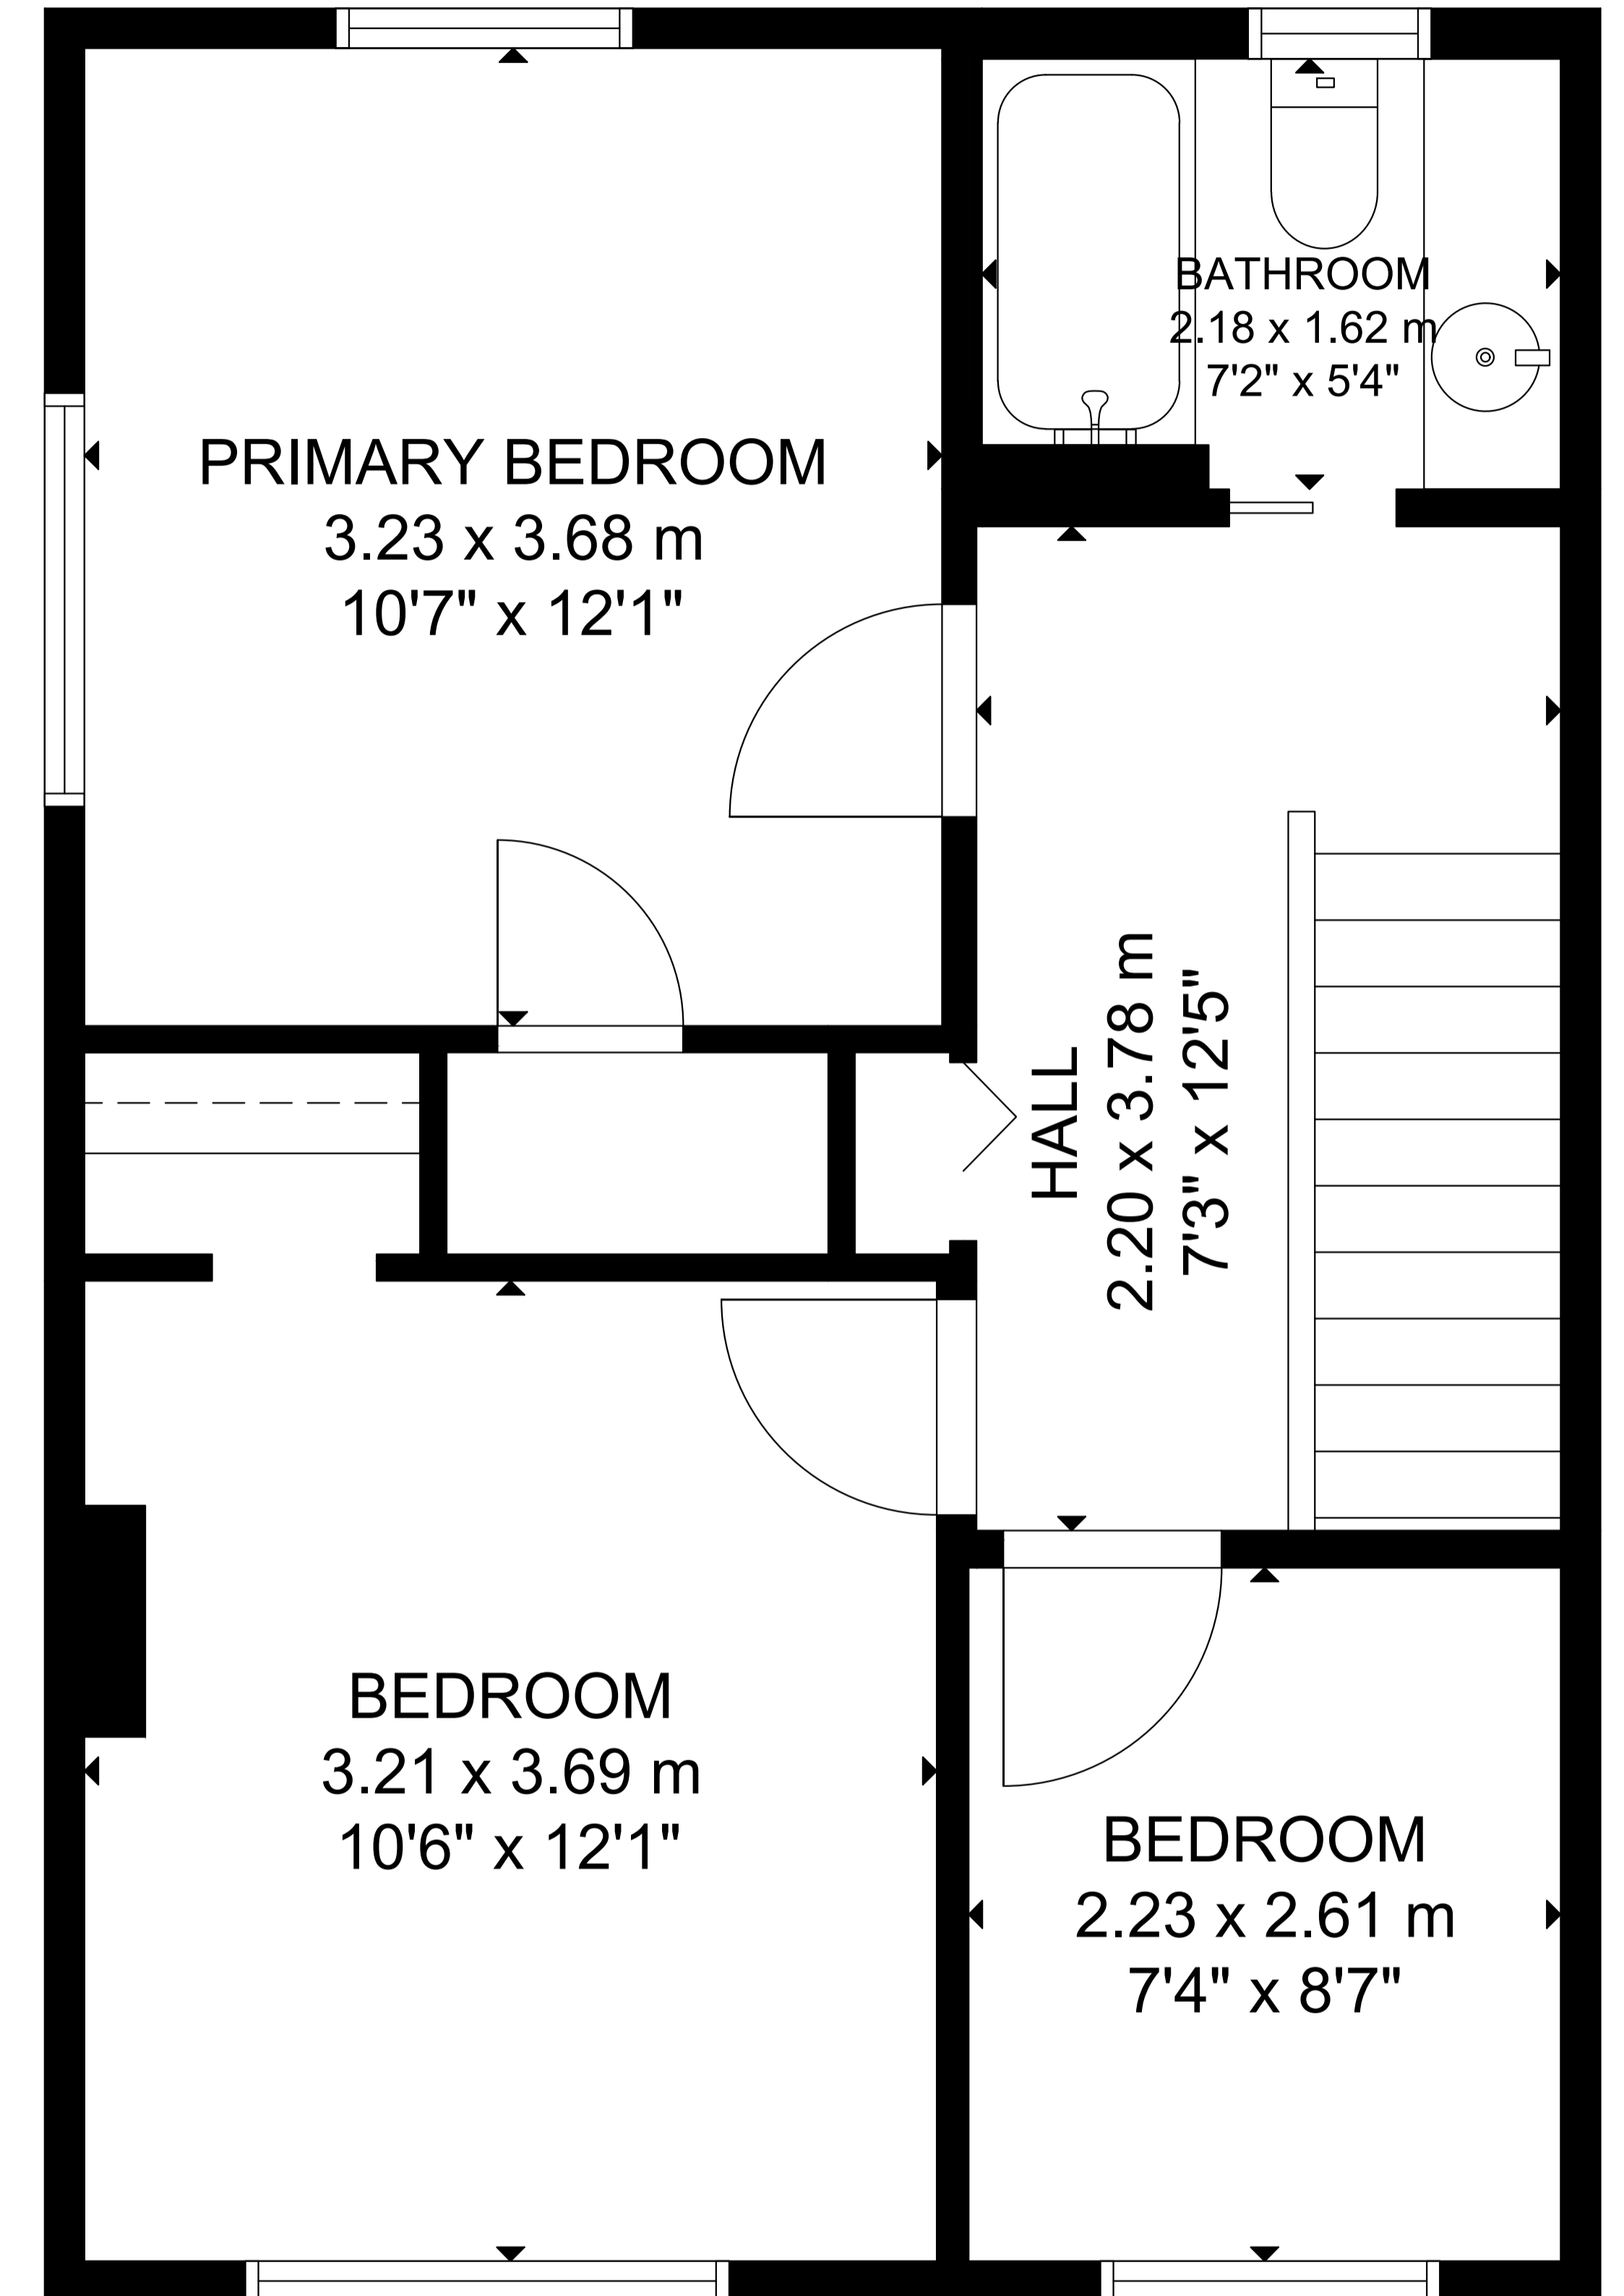 BATHROOM
2.18 x 1.62 m
7'2" x 5'4"
PRIMARY BEDROOM
3.23 x 3.68 m
10'7" x 12'1"
HALL
2.20 x 3.78 m
7'3" x 12'5"
BEDROOM
3.21 x 3.69 m
10'6" x 12'1"
BEDROOM
2.23 x 2.61 m
7'4" x 8'7"